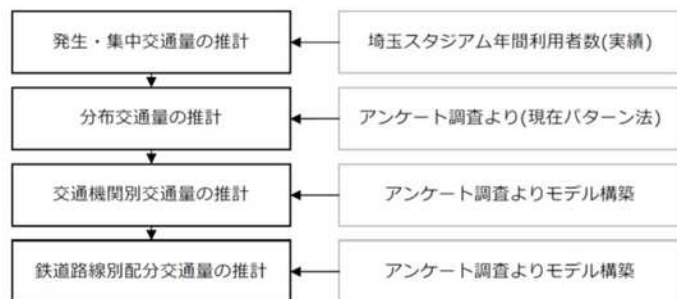 発生・集中交通量の推計
埼玉スタジアム年間利用者数(実績)
分布交通量の推計
アンケート調査より(現在パターン法)
交通機関別交通量の推計
アンケート調査よりモデル構築
鉄道路線別配分交通量の推計
アンケート調査よりモデル構築